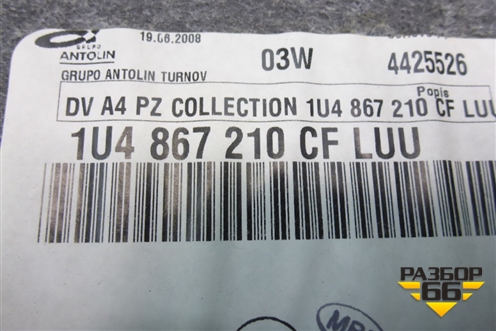 GRUPO
ANTOLIN
19.06.2008
03W
4425526
GRUPO ANTOLIN TURNOV
Popis
DV A4 PZ COLLECTION 1U4 867 210 CF LUU
1U4 867 210 CF LUU
РАЗБОР
66